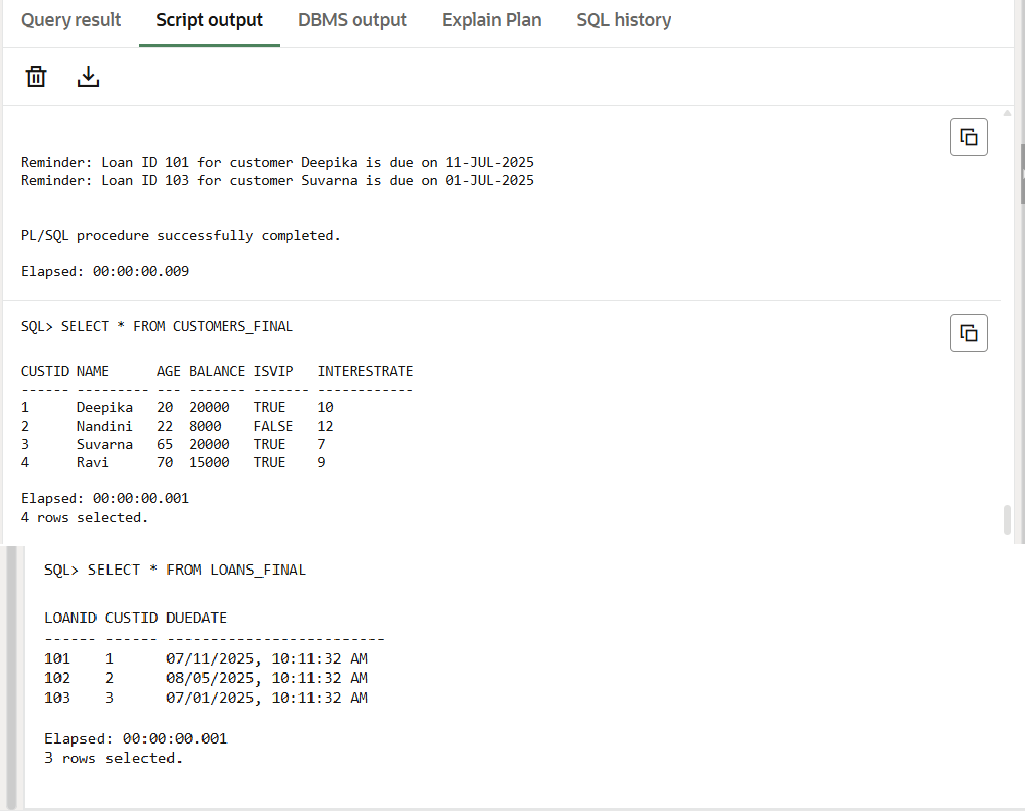 Query result Script output DBMS output Explain Plan SQL history
Reminder: Loan ID 101 for customer Deepika is due on 11-JUL-2025
Reminder: Loan ID 103 for customer Suvarna is due on 01-JUL-2025
PL/SQL procedure successfully completed.
Elapsed: 00:00:00.009
SQL> SELECT * FROM CUSTOMERS_FINAL
CUSTID NAME      AGE BALANCE ISVIP   INTERESTRATE
------ --------- --- ------- ------- ------------
1      Deepika   20  20000   TRUE    10
2      Nandini   22  8000    FALSE   12
3      Suvarna   65  20000   TRUE    7
4      Ravi      70  15000   TRUE    9
Elapsed: 00:00:00.001
4 rows selected.
SQL> SELECT * FROM LOANS_FINAL
LOANID CUSTID DUEDATE
------ ------ -------------------------
101    1      07/11/2025, 10:11:32 AM
102    2      08/05/2025, 10:11:32 AM
103    3      07/01/2025, 10:11:32 AM
Elapsed: 00:00:00.001
3 rows selected.